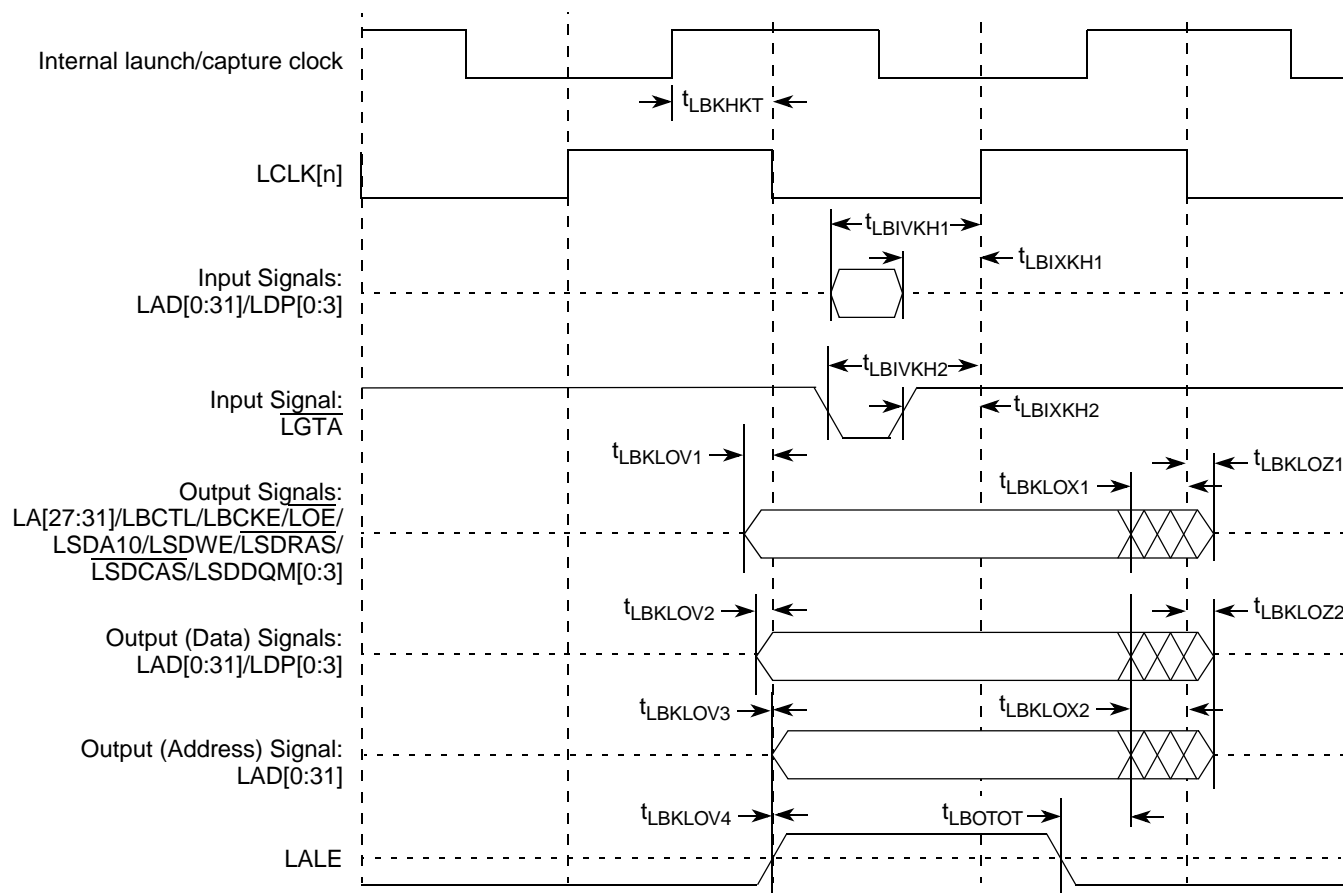 Internal launch/capture clock
tLBKHKT
LCLK[n]
tLBIVKH1
tLBIXKH1
Input Signals:
LAD[0:31]/LDP[0:3]
tLBIVKH2
Input Signal:
LGTA
tLBIXKH2
tLBKLOV1
tLBKLOZ1
tLBKLOX1
Output Signals:
LA[27:31]/LBCTL/LBCKE/LOE/
LSDA10/LSDWE/LSDRAS/
LSDCAS/LSDDQM[0:3]
tLBKLOV2
tLBKLOZ2
Output (Data) Signals:
LAD[0:31]/LDP[0:3]
tLBKLOV3
tLBKLOX2
Output (Address) Signal:
LAD[0:31]
tLBKLOV4
tLBOTOT
LALE